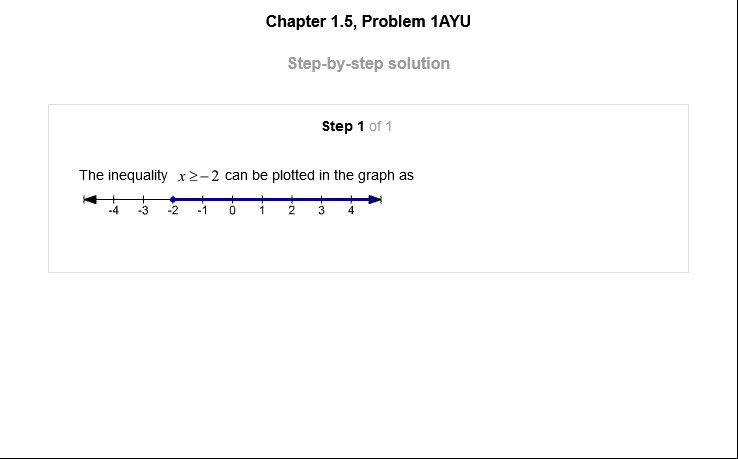 Chapter 1.5, Problem 1AYU
Step-by-step solution
Step 1 of 1
The inequality x ≥ −2 can be plotted in the graph as
-4 -3 -2 -1 0 1 2 3 4